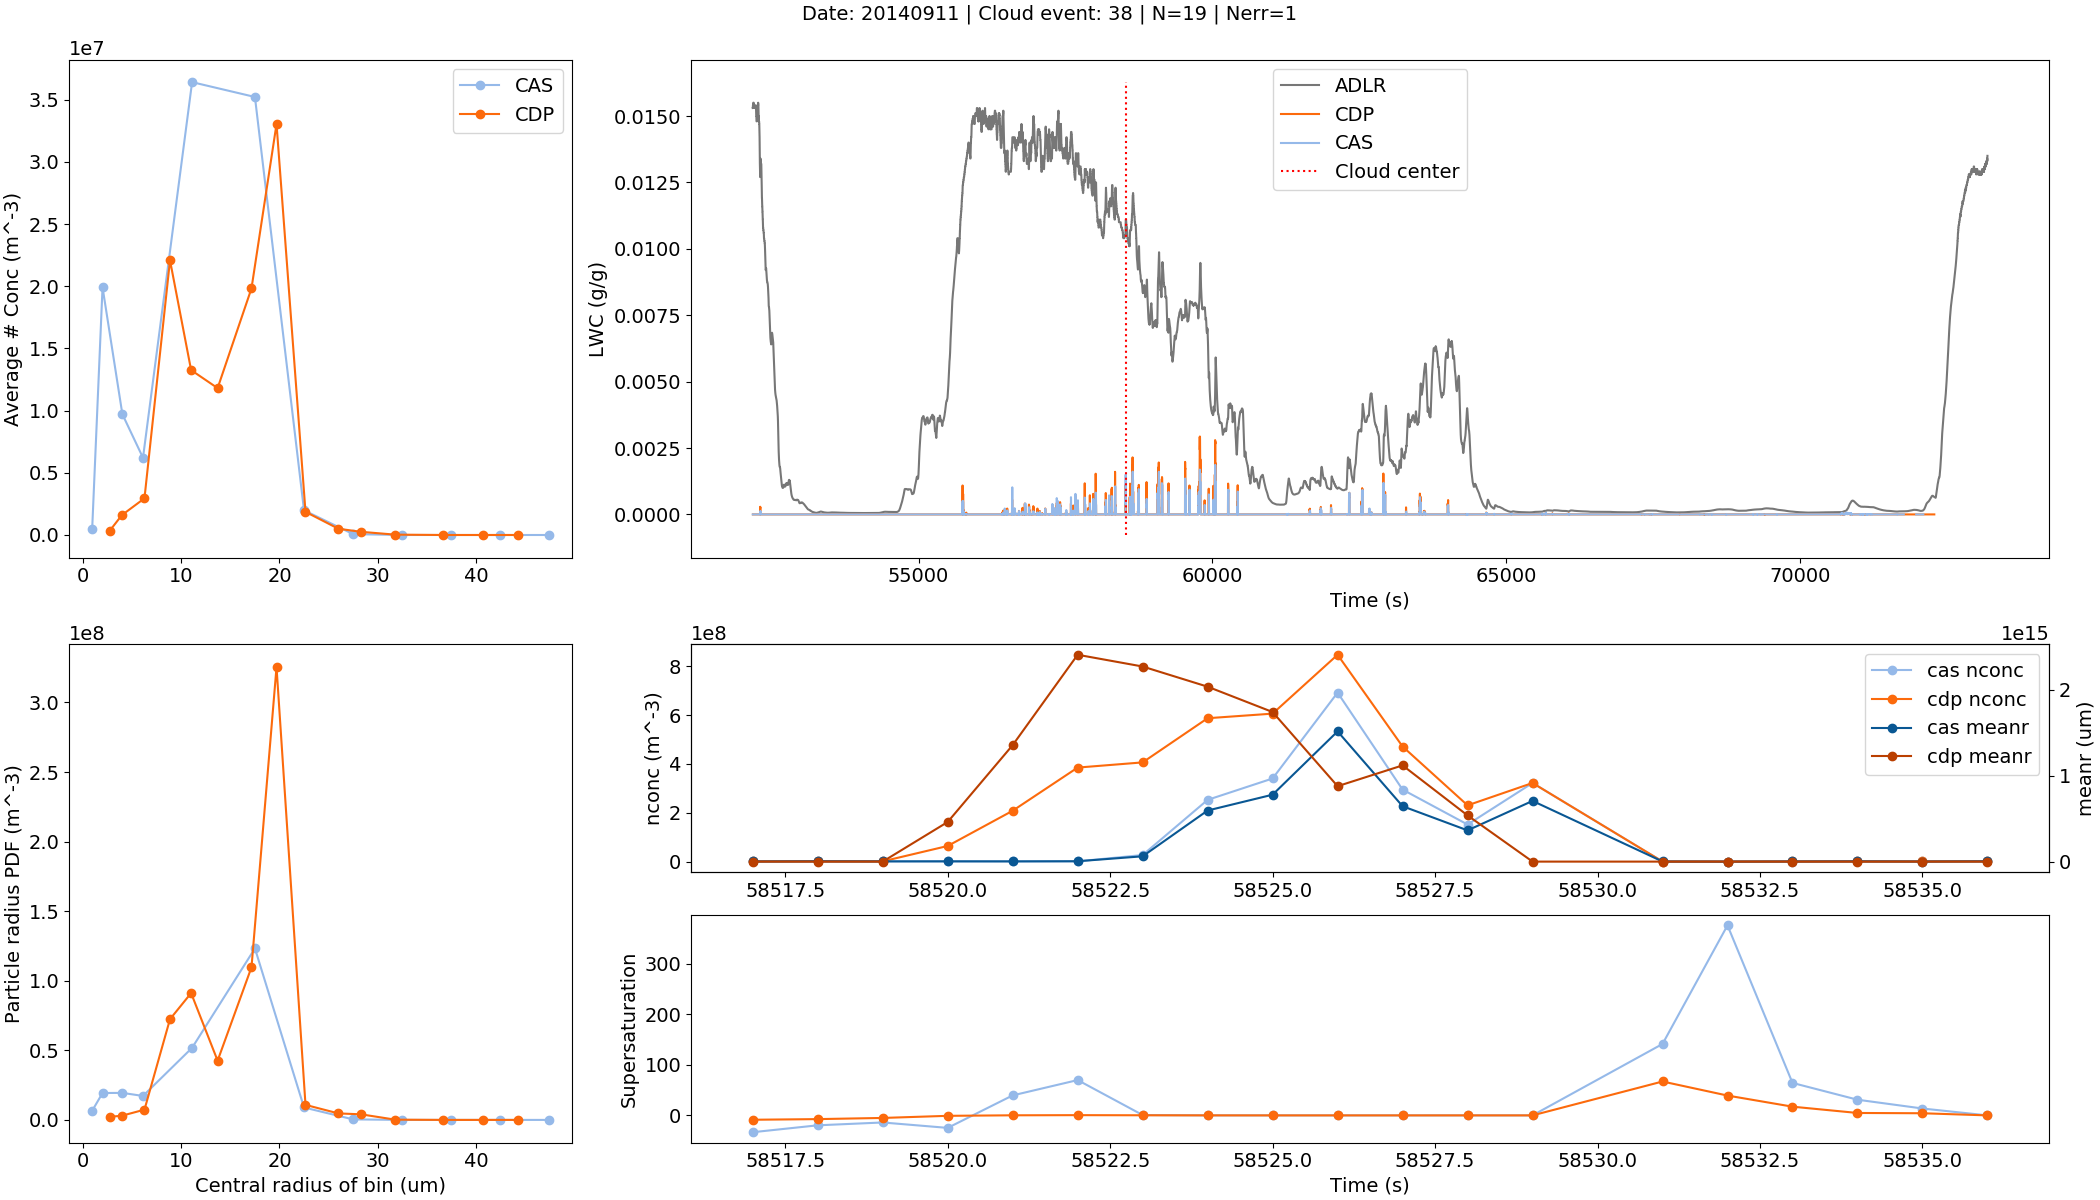 Date: 20140911 | Cloud event: 38 | N=19 | Nerr=1
1e7
Average # Conc (m^-3)
3.5
3.0
2.5
2.0
1.5
1.0
0.5
0.0
0 10 20 30 40
CAS
CDP
LWC (g/g)
0.0150
0.0125
0.0100
0.0075
0.0050
0.0025
0.0000
55000 60000 65000 70000
Time (s)
ADLR
CDP
CAS
Cloud center
1e8
Particle radius PDF (m^-3)
3.0
2.5
2.0
1.5
1.0
0.5
0.0
0 10 20 30 40
Central radius of bin (um)
1e8
1e15
nconc (m^-3)
8
6
4
2
0
58517.5 58520.0 58522.5 58525.0 58527.5 58530.0 58532.5 58535.0
2
1
0
meanr (um)
cas nconc
cdp nconc
cas meanr
cdp meanr
Supersaturation
300
200
100
0
58517.5 58520.0 58522.5 58525.0 58527.5 58530.0 58532.5 58535.0
Time (s)